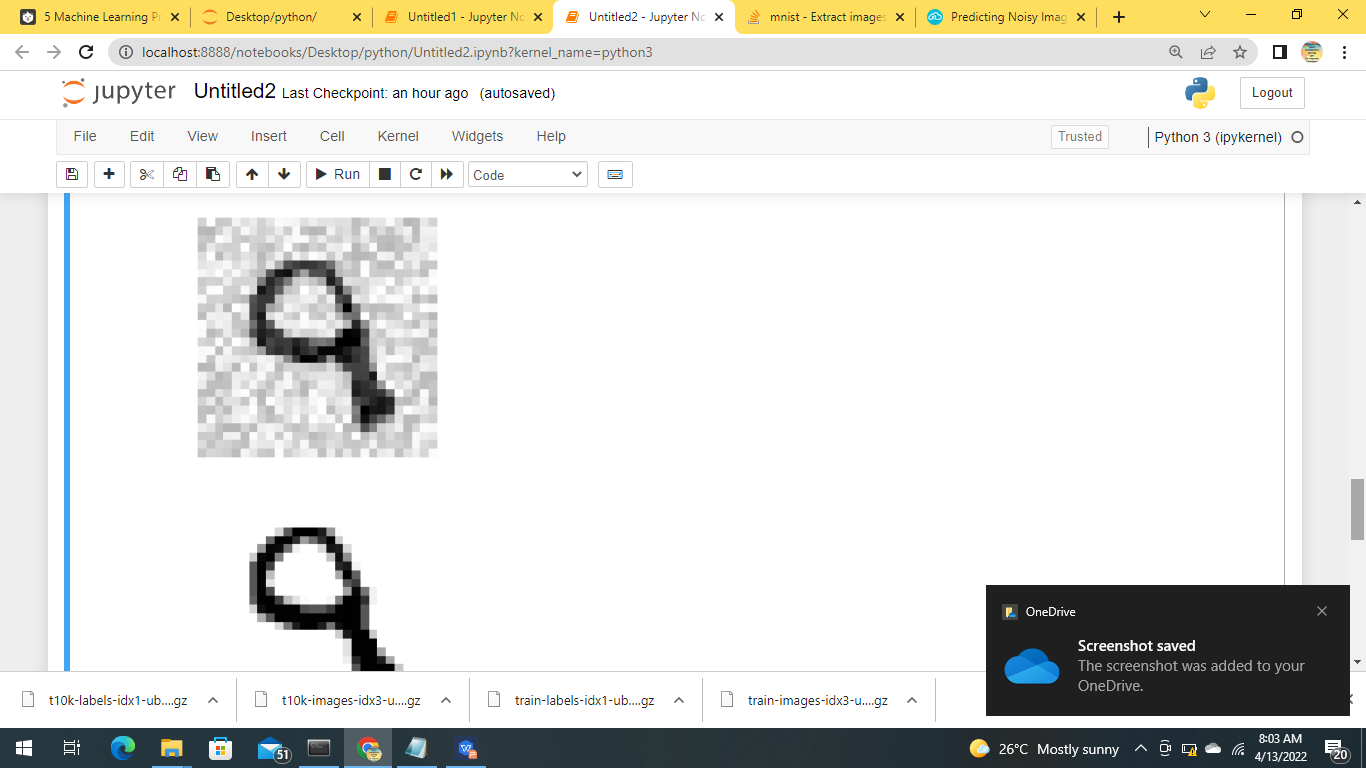 5 Machine Learning Pr
Desktop/python/
Untitled1 - Jupyter No
Untitled2 - Jupyter No
mnist - Extract images
Predicting Noisy Imag
localhost:8888/notebooks/Desktop/python/Untitled2.ipynb?kernel_name=python3
jupyter Untitled2 Last Checkpoint: an hour ago (autosaved)
Logout
File Edit View Insert Cell Kernel Widgets Help
Trusted
Python 3 (ipykernel)
Run
Code
OneDrive
Screenshot saved
The screenshot was added to your
OneDrive.
t10k-labels-idx1-ub....gz
t10k-images-idx3-u....gz
train-labels-idx1-ub....gz
train-images-idx3-u....gz
51
26°C Mostly sunny
8:03 AM
4/13/2022
20